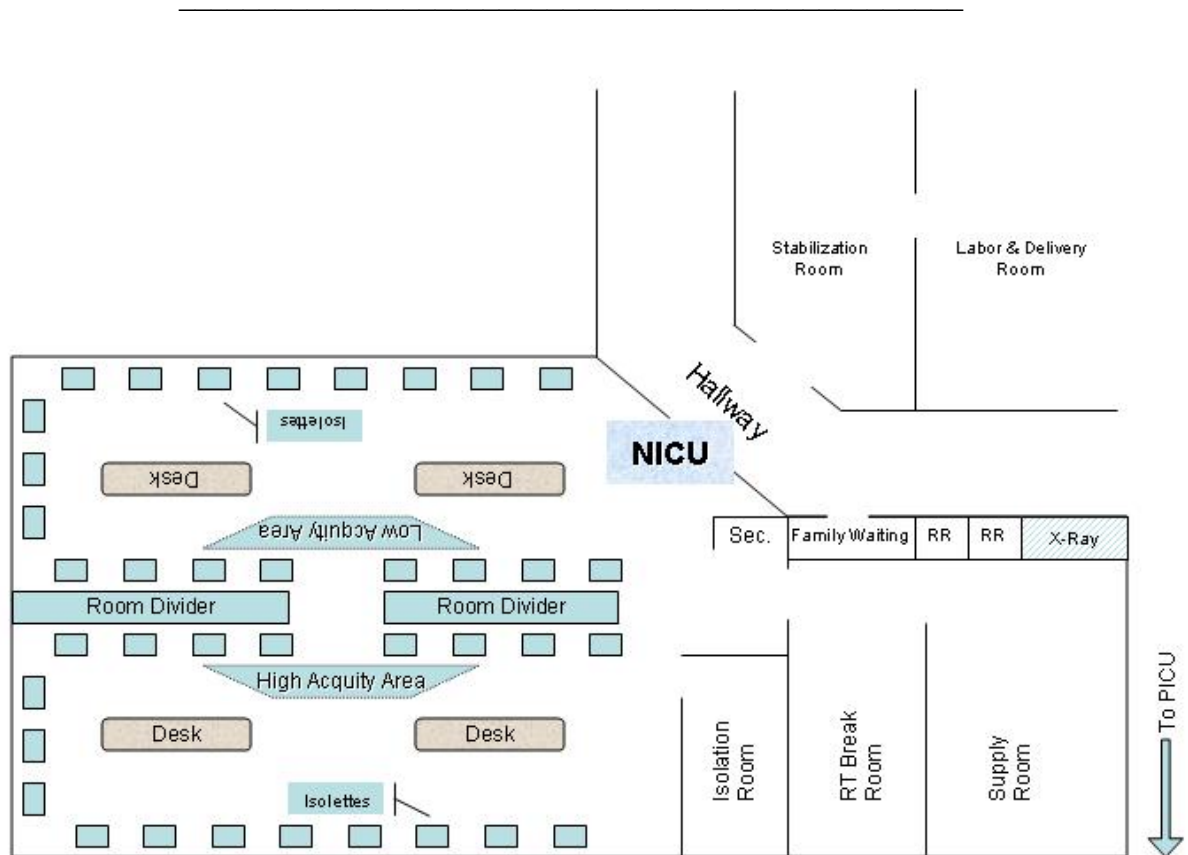 Stabilization
Room
Labor & Delivery
Room
Hallway
NICU
Isolettes
Desk
Desk
Low Acquity Area
Sec.
Family Waiting
RR
RR
X-Ray
Room Divider
Room Divider
High Acquity Area
Desk
Desk
Isolettes
Isolation
Room
RT Break
Room
Supply
Room
To PICU